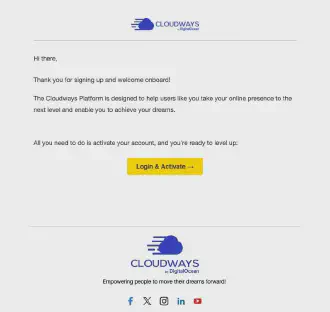 CLOUDWAYS
by DigitalOcean
Hi there,
Thank you for signing up and welcome onboard!
The Cloudways Platform is designed to help users like you take your online presence to the
next level and enable you to achieve your dreams.
All you need to do is activate your account, and you're ready to level up:
Login & Activate →
CLOUDWAYS
by DigitalOcean
Empowering people to move their dreams forward!